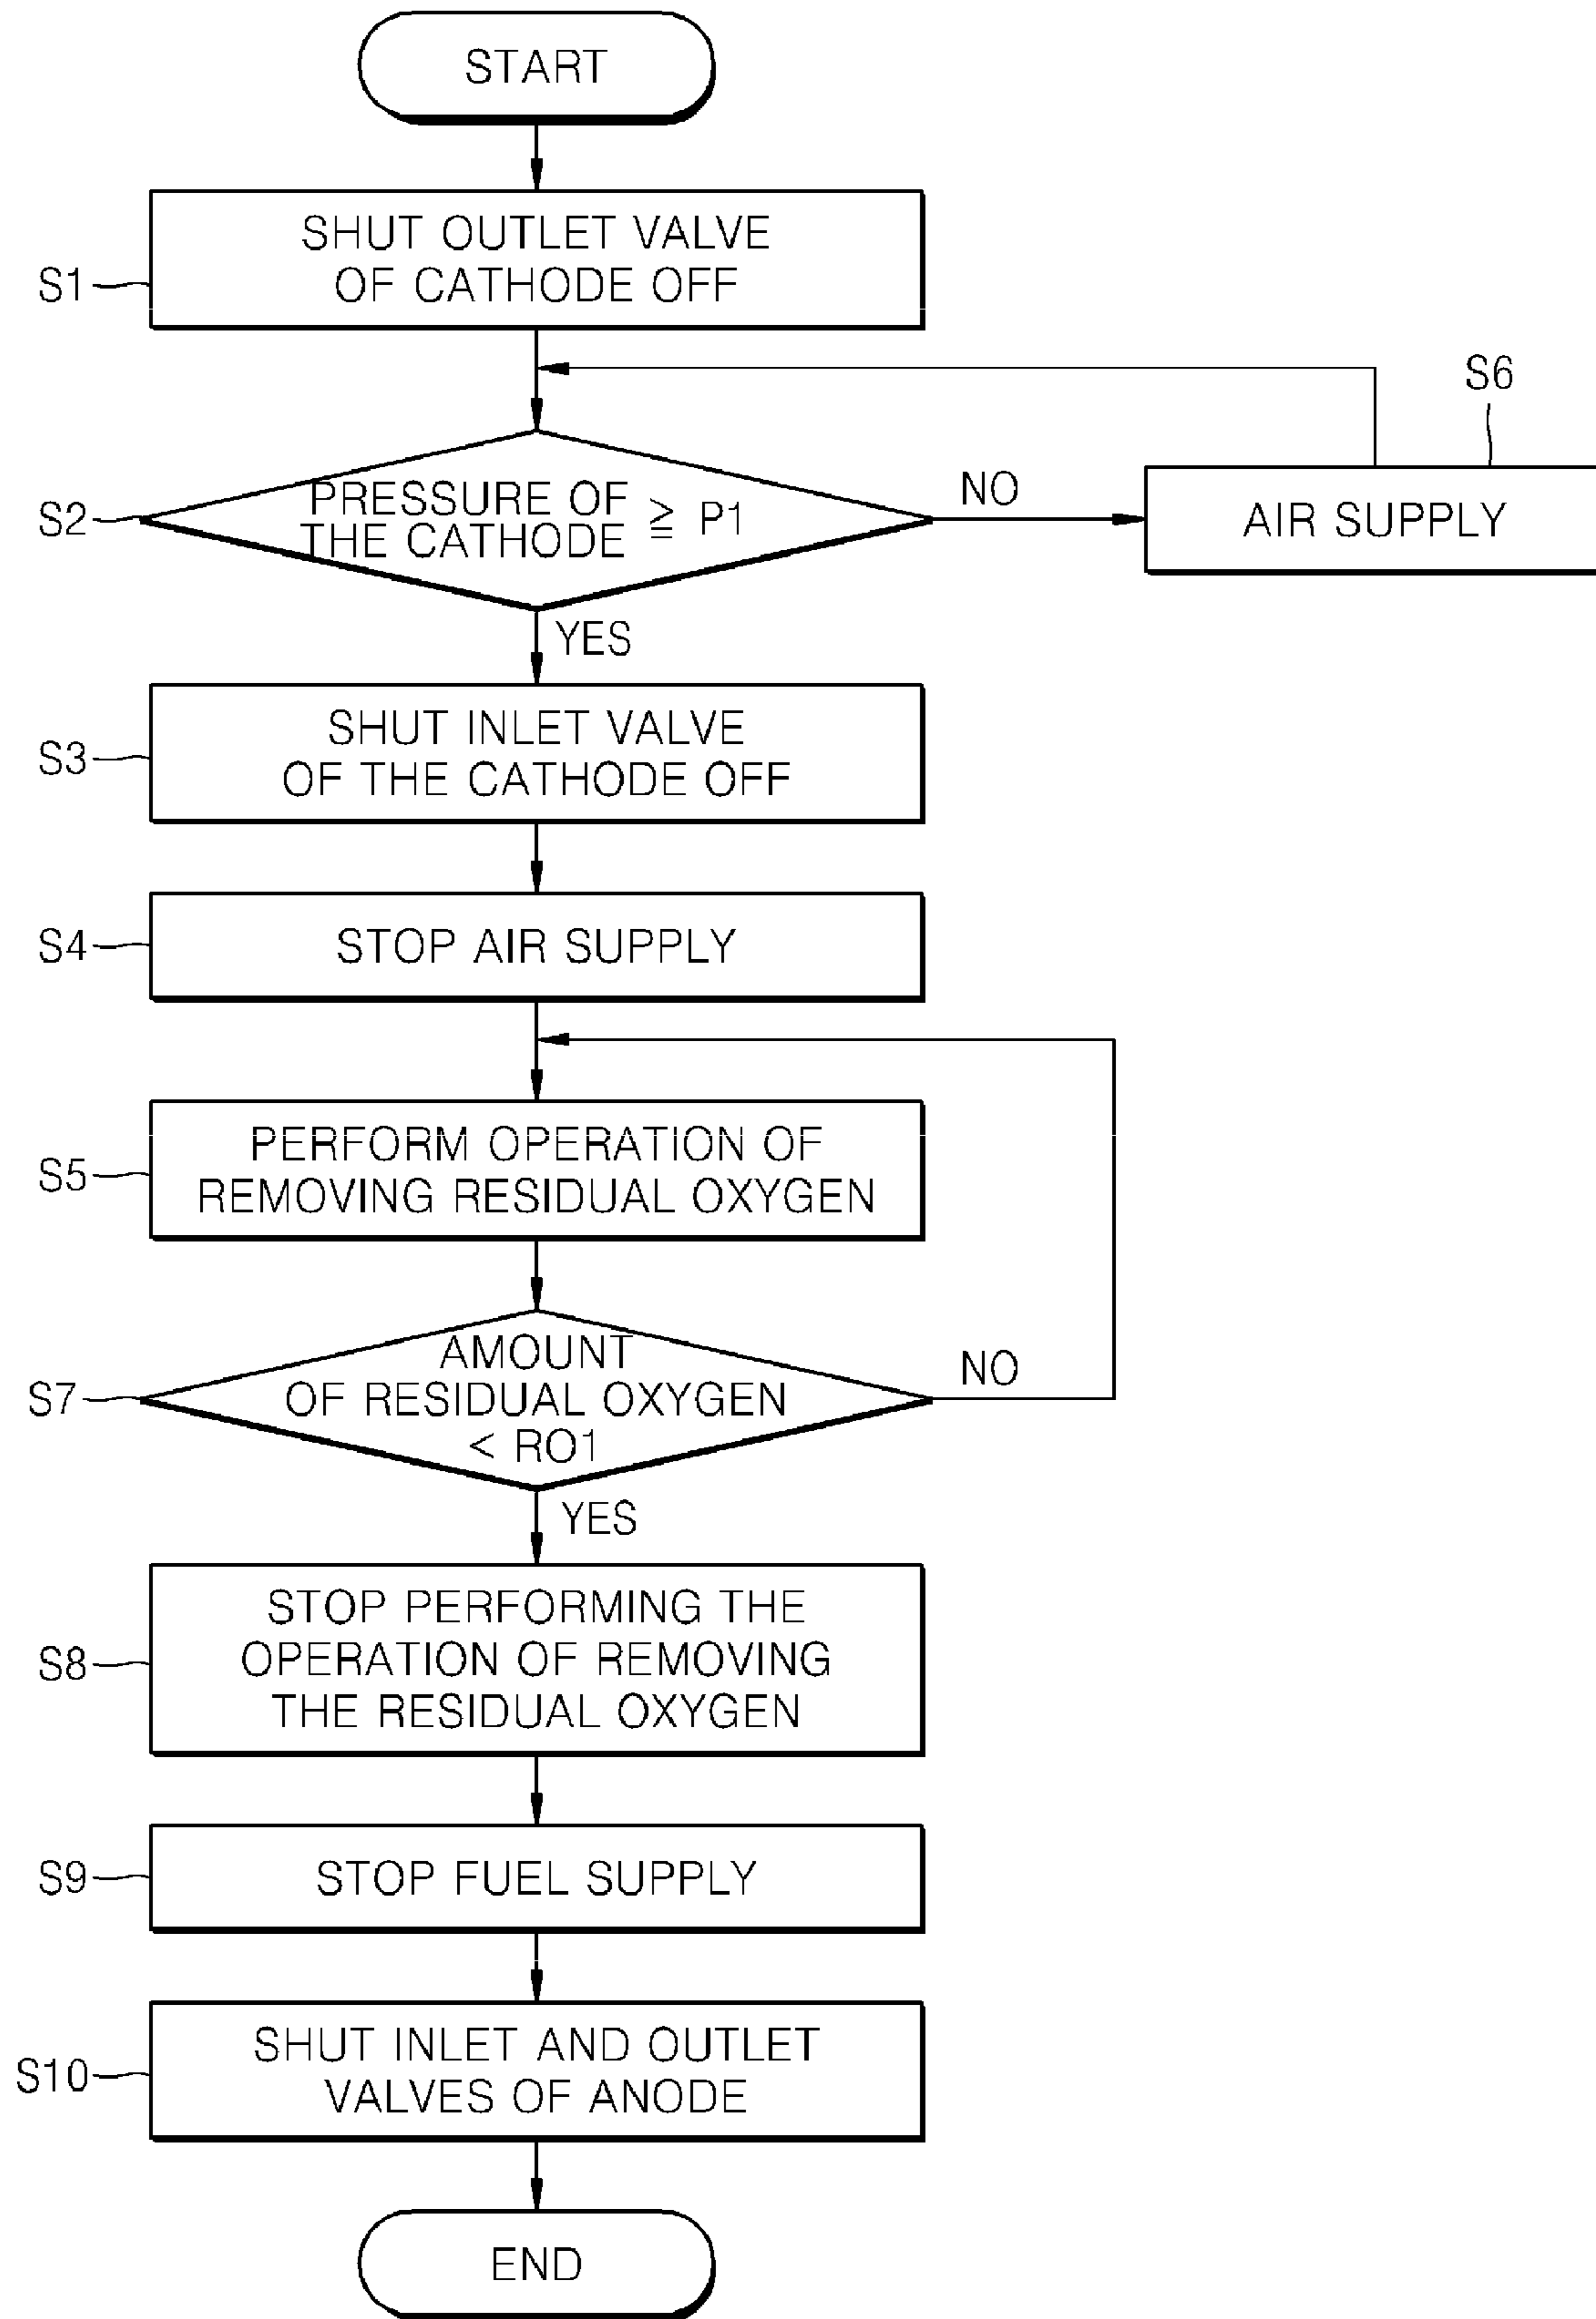 START
SHUT OUTLET VALVE
OF CATHODE OFF
S1
S6
PRESSURE OF
THE CATHODE ≧ P1
S2
NO
AIR SUPPLY
YES
SHUT INLET VALVE
OF THE CATHODE OFF
S3
STOP AIR SUPPLY
S4
PERFORM OPERATION OF
REMOVING RESIDUAL OXYGEN
S5
AMOUNT
OF RESIDUAL OXYGEN
< RO1
S7
NO
YES
STOP PERFORMING THE
OPERATION OF REMOVING
THE RESIDUAL OXYGEN
S8
STOP FUEL SUPPLY
S9
SHUT INLET AND OUTLET
VALVES OF ANODE
S10
END